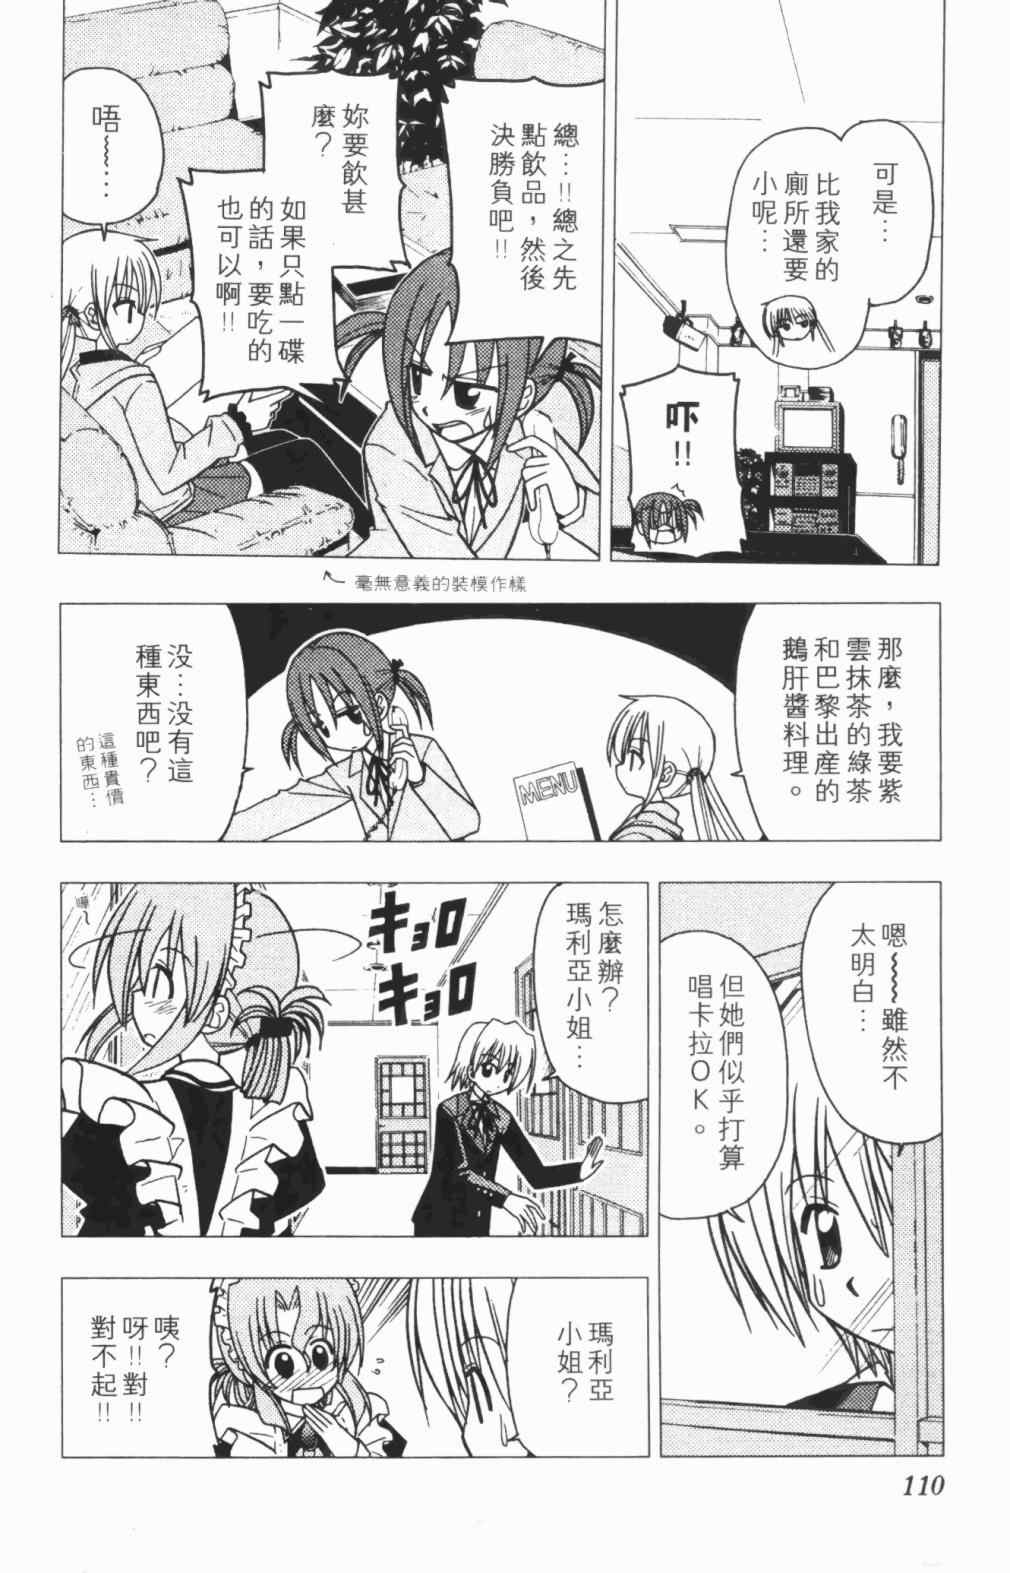 可是…
比我家的
廁所還要
小呢…
吓!!
總…!!總之先
點飲品，然後
決勝負吧!!
妳要飲甚
麼？
如果只點一碟
的話，要吃的
也可以啊!!
唔～…
毫無意義的裝模作樣
那麼，我要紫
雲抹茶的綠茶
和巴黎出産的
鵝肝醬料理。
MENU
没…没有這
種東西吧？
這種貴價
的東西…
嗯～雖然不
太明白…
但她們似乎打算
唱卡拉OK。
怎麼辦？
瑪利亞小姐…
キョロ
キョロ
嘩～
瑪利亞
小姐？
咦？
呀!!對!!
對不起!!
110